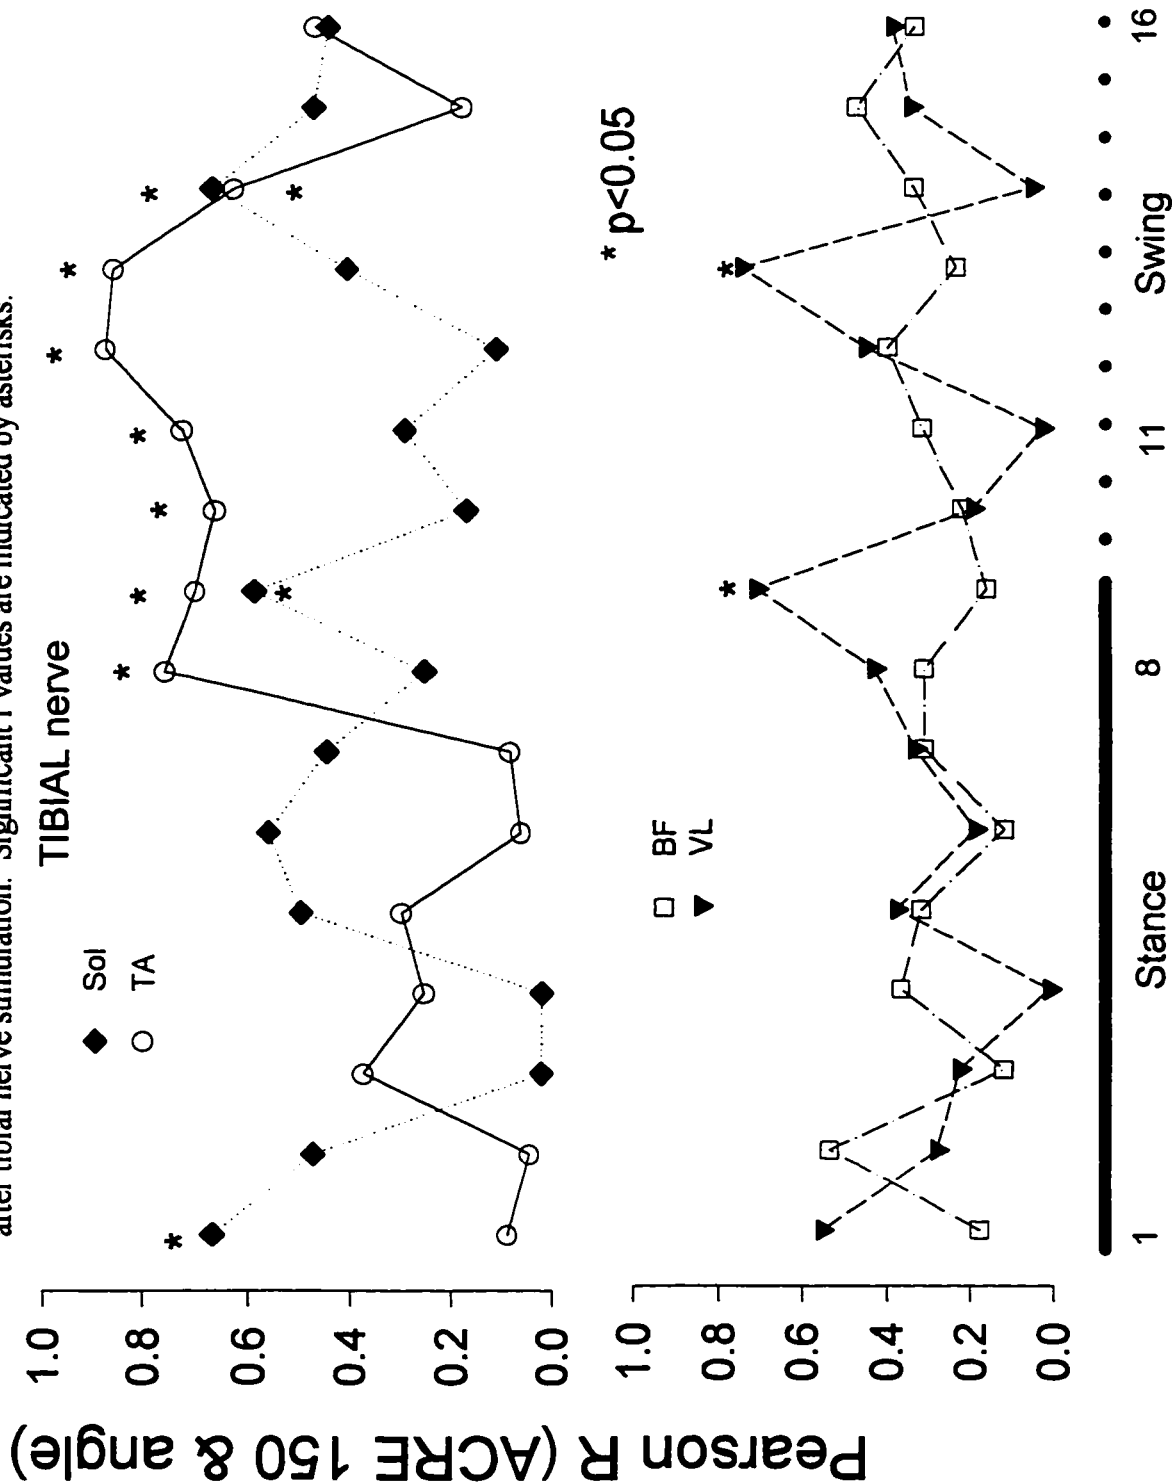 after tibial nerve stimulation. Significant r values are indicated by asterisks.
TIBIAL nerve
Pearson R (ACRE 150 & angle)
1.0
0.8
0.6
0.4
0.2
0.0
Sol
TA
*
*
*
*
*
*
*
*
*
*
1.0
0.8
0.6
0.4
0.2
0.0
BF
VL
*
*
* p<0.05
1
8
11
16
Stance
Swing